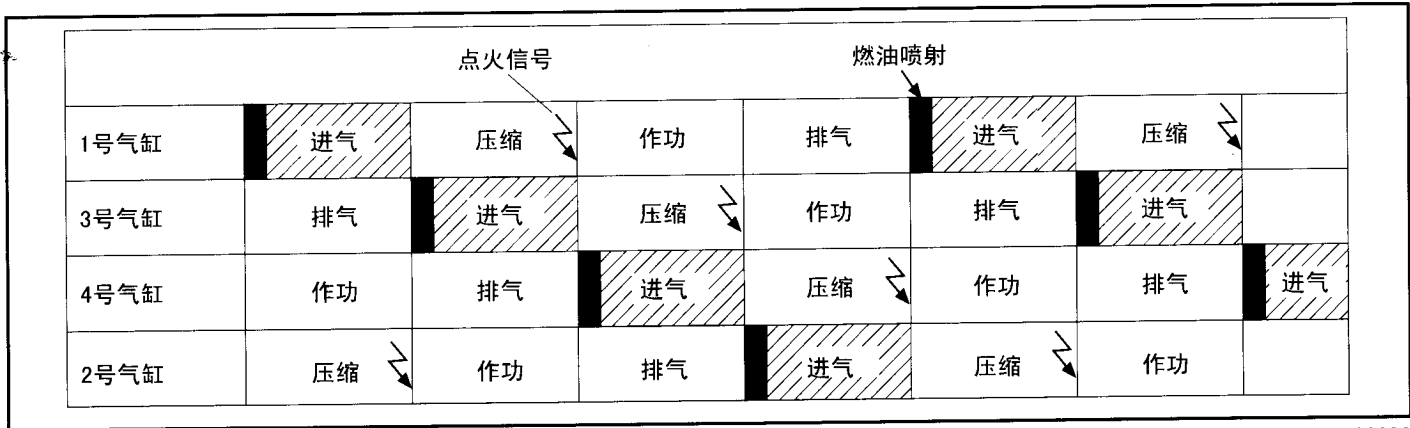 点火信号 燃油喷射
1号气缸 进气 压缩 作功 排气 进气 压缩
3号气缸 排气 进气 压缩 作功 排气 进气
4号气缸 作功 排气 进气 压缩 作功 排气 进气
2号气缸 压缩 作功 排气 进气 压缩 作功